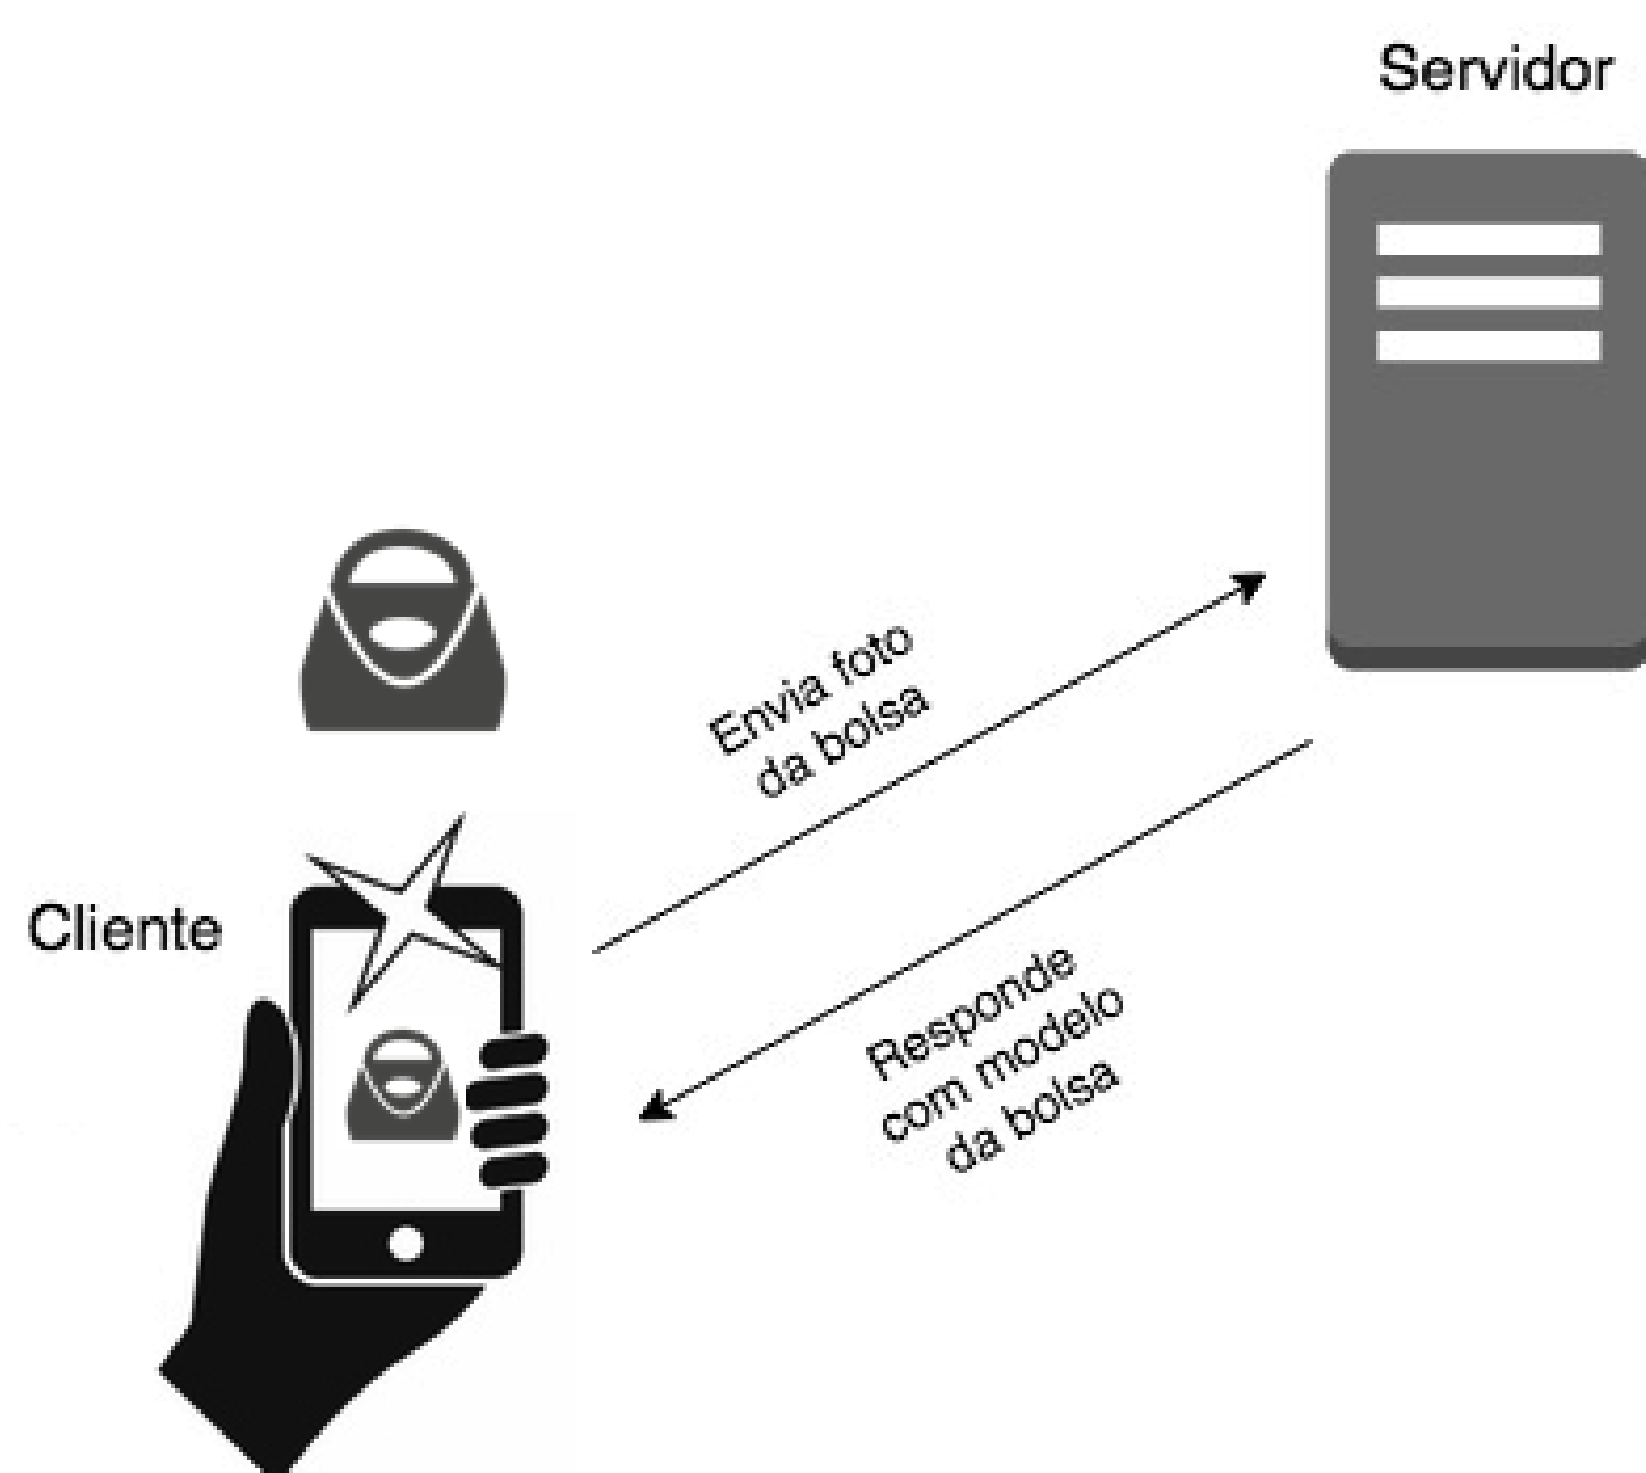 Servidor
Envia foto
da bolsa
Cliente
Responde
com modelo
da bolsa